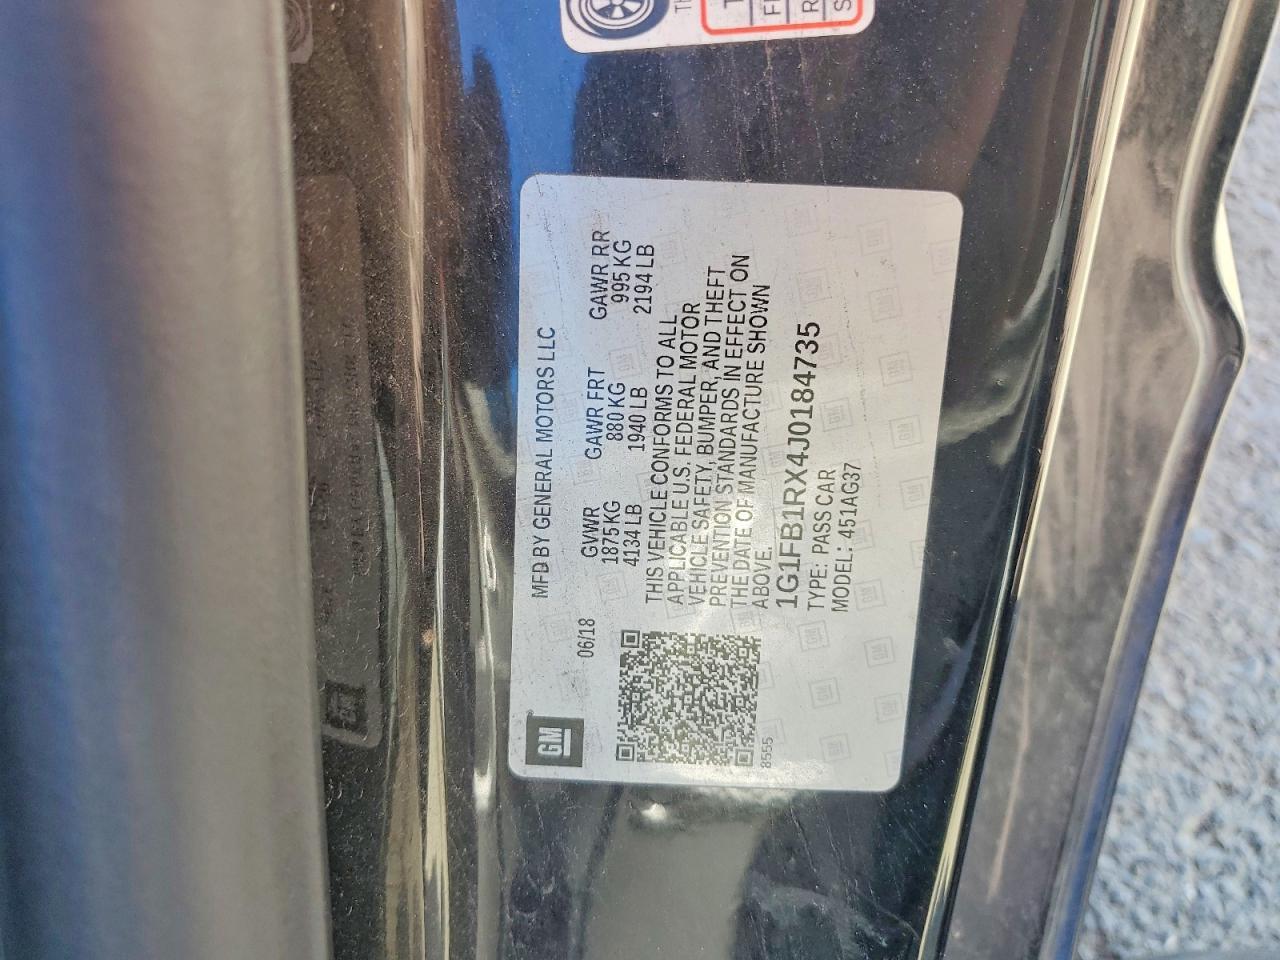 GM
MFD BY GENERAL MOTORS LLC
06/18
GVWR GAWR FRT GAWR RR
1875 KG 880 KG 995 KG
4134 LB 1940 LB 2194 LB
THIS VEHICLE CONFORMS TO ALL
APPLICABLE U.S. FEDERAL MOTOR
VEHICLE SAFETY, BUMPER, AND THEFT
PREVENTION STANDARDS IN EFFECT ON
THE DATE OF MANUFACTURE SHOWN
ABOVE.
1G1FB1RX4J0184735
TYPE: PASS CAR
MODEL: 451AG37
8555